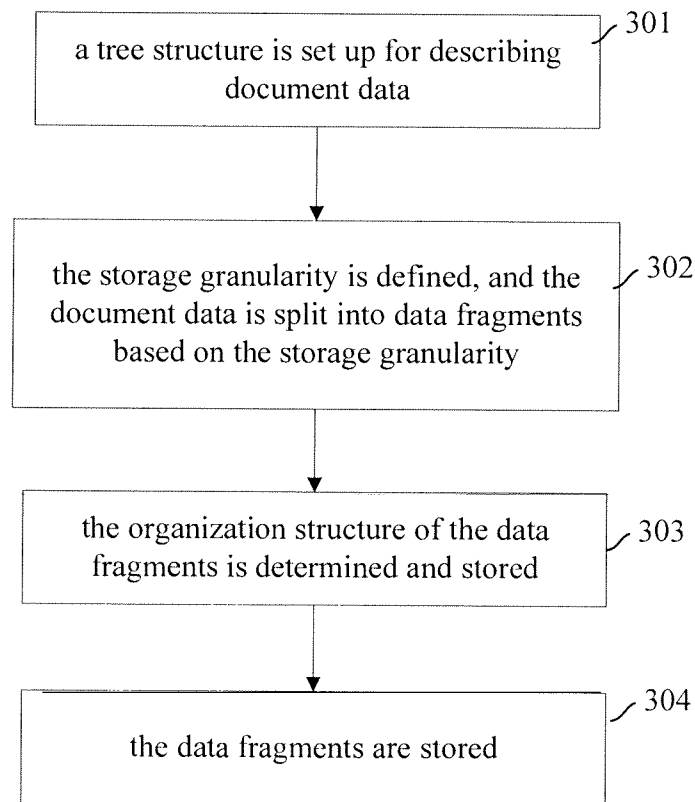 301
a tree structure is set up for describing
document data
302
the storage granularity is defined, and the
document data is split into data fragments
based on the storage granularity
303
the organization structure of the data
fragments is determined and stored
304
the data fragments are stored